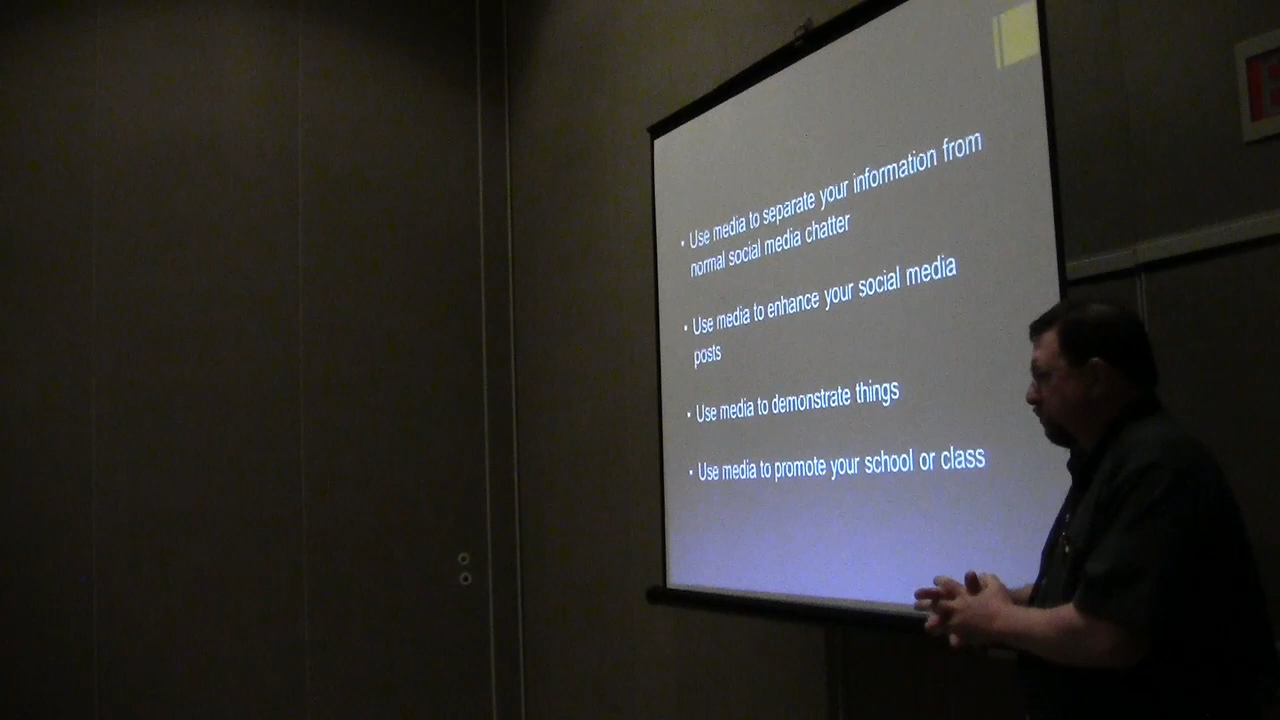 • Use media to separate your information from
normal social media chatter
• Use media to enhance your social media
posts
• Use media to demonstrate things
• Use media to promote your school or class